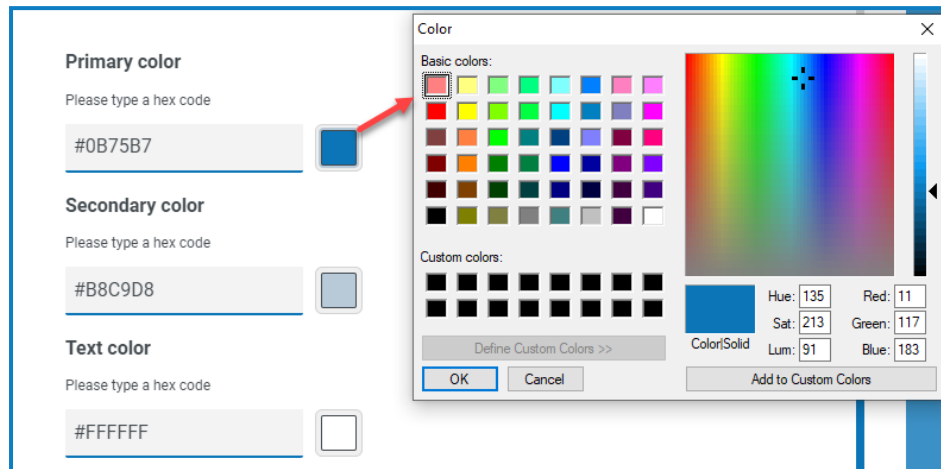 Primary color
Please type a hex code
#0B75B7
Secondary color
Please type a hex code
#B8C9D8
Text color
Please type a hex code
#FFFFFF
Color
Basic colors:
Custom colors:
Define Custom Colors >>
OK Cancel
Color|Solid
Hue: 135 Red: 11
Sat: 213 Green: 117
Lum: 91 Blue: 183
Add to Custom Colors